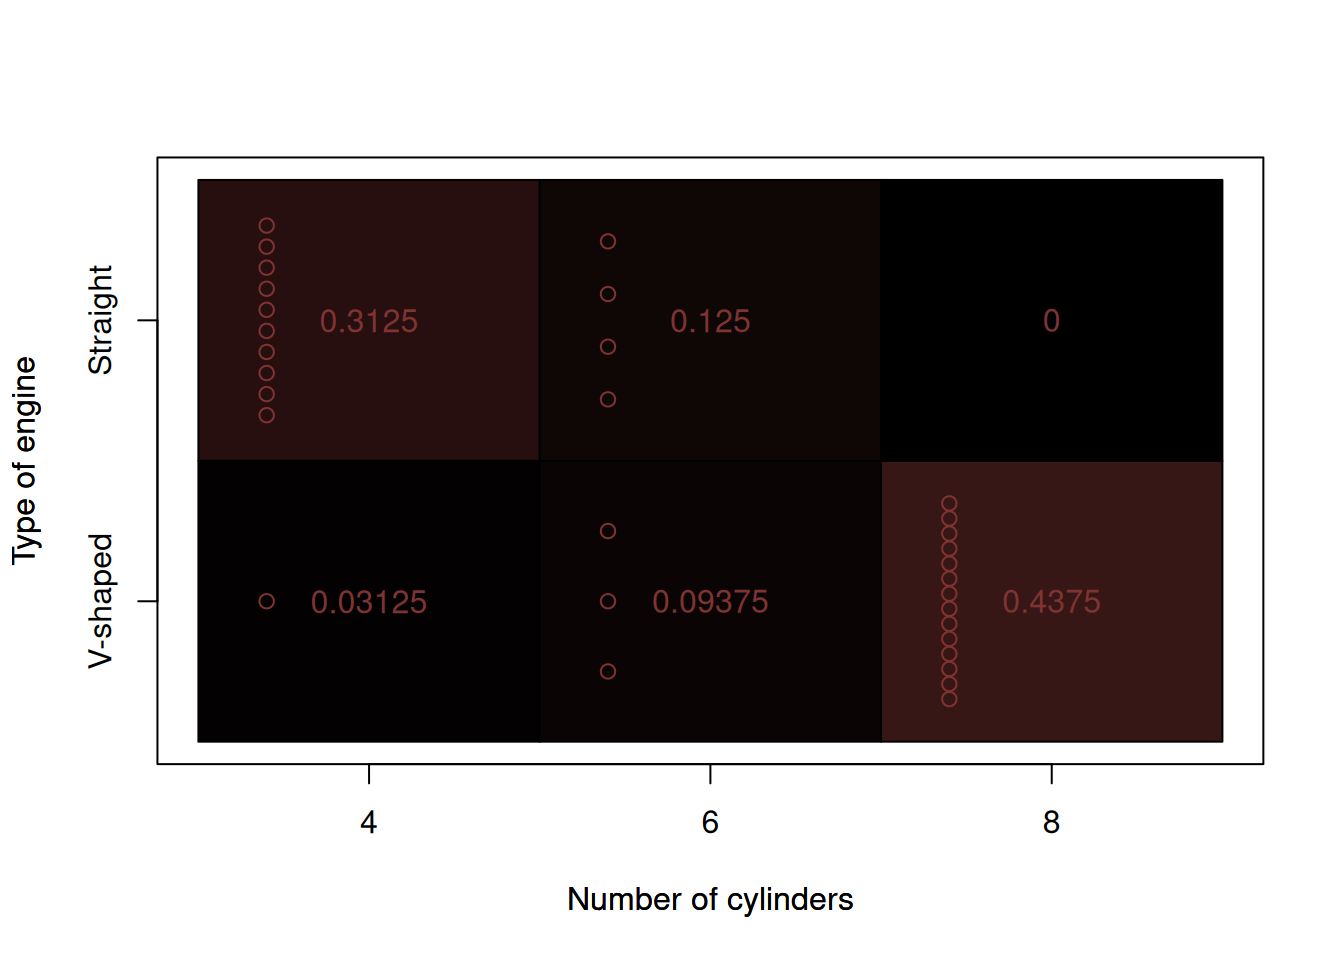 Type of engine
Straight
0.3125 0.125 0
V-shaped
0.03125 0.09375 0.4375
4 6 8
Number of cylinders